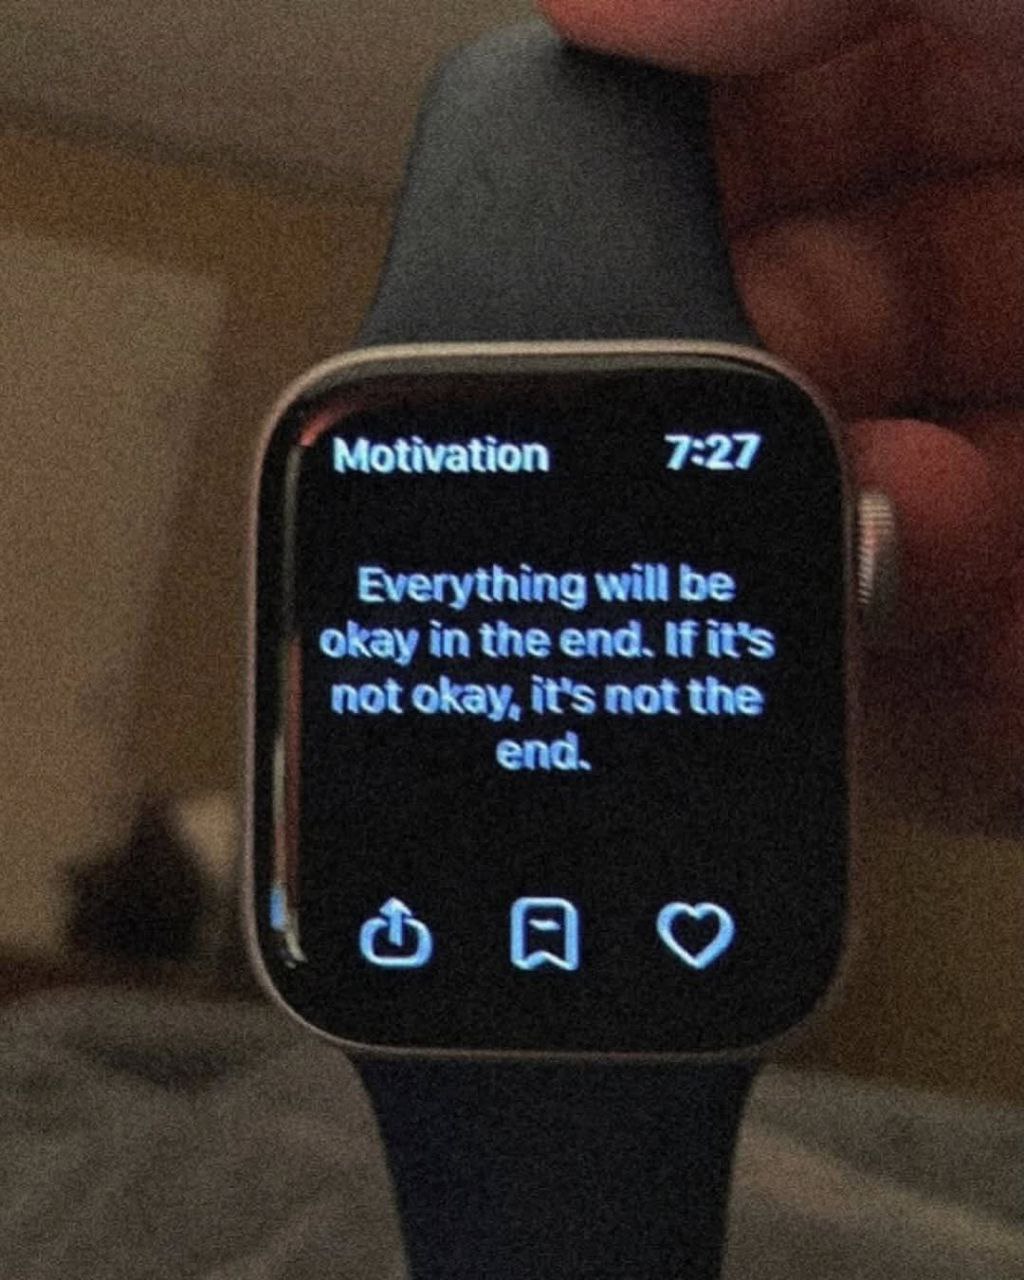 Motivation 7:27
Everything will be
okay in the end. If it's
not okay, it's not the
end.